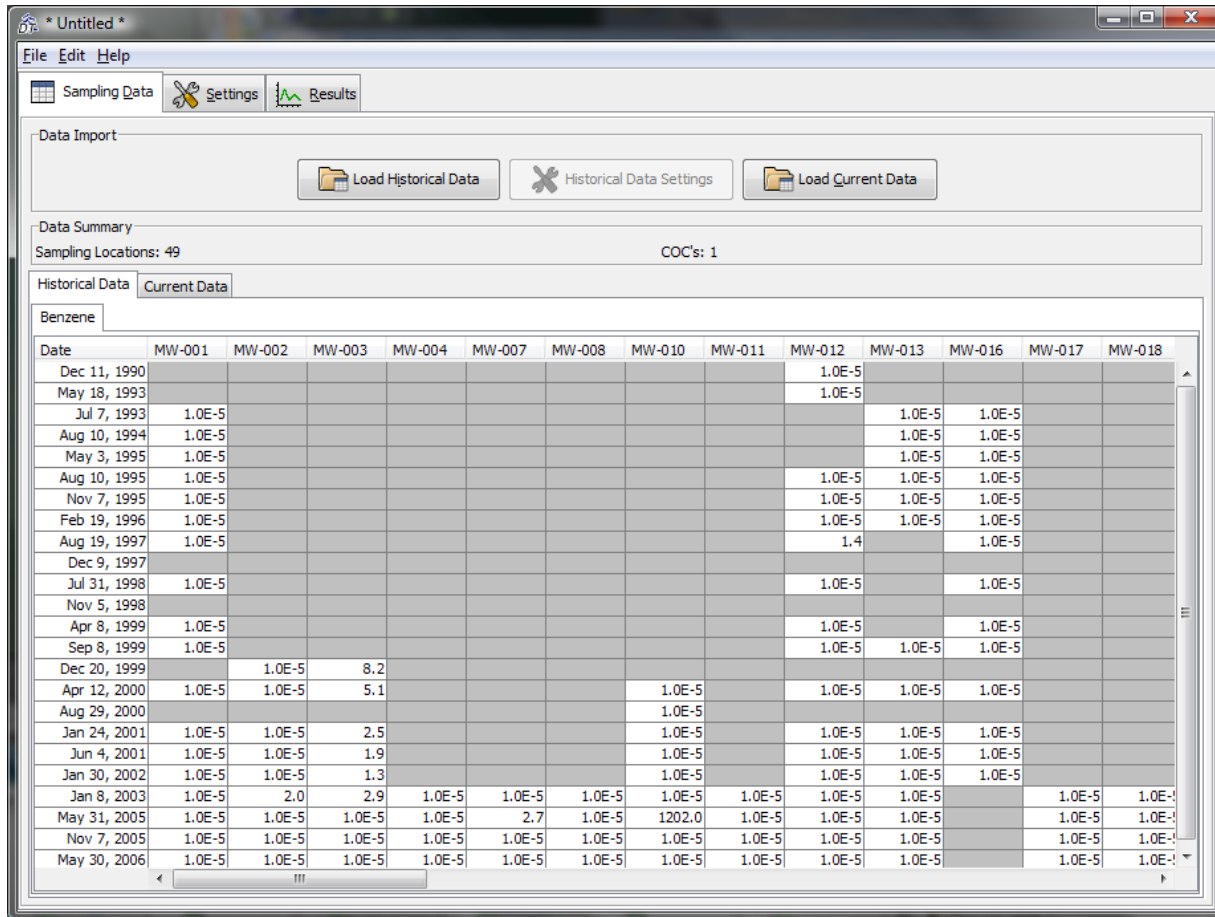 * Untitled *
File Edit Help
Sampling Data Settings Results
Data Import
Load Historical Data Historical Data Settings Load Current Data
Data Summary
Sampling Locations: 49 COC's: 1
Historical Data Current Data
Benzene
Date MW-001 MW-002 MW-003 MW-004 MW-007 MW-008 MW-010 MW-011 MW-012 MW-013 MW-016 MW-017 MW-018
Dec 11, 1990 1.0E-5
May 18, 1993 1.0E-5
Jul 7, 1993 1.0E-5 1.0E-5 1.0E-5
Aug 10, 1994 1.0E-5 1.0E-5 1.0E-5
May 3, 1995 1.0E-5 1.0E-5 1.0E-5
Aug 10, 1995 1.0E-5 1.0E-5 1.0E-5 1.0E-5
Nov 7, 1995 1.0E-5 1.0E-5 1.0E-5 1.0E-5
Feb 19, 1996 1.0E-5 1.0E-5 1.0E-5 1.0E-5
Aug 19, 1997 1.0E-5 1.4 1.0E-5
Dec 9, 1997
Jul 31, 1998 1.0E-5 1.0E-5 1.0E-5
Nov 5, 1998
Apr 8, 1999 1.0E-5 1.0E-5 1.0E-5
Sep 8, 1999 1.0E-5 1.0E-5 1.0E-5 1.0E-5
Dec 20, 1999 1.0E-5 8.2
Apr 12, 2000 1.0E-5 1.0E-5 5.1 1.0E-5 1.0E-5 1.0E-5 1.0E-5
Aug 29, 2000 1.0E-5
Jan 24, 2001 1.0E-5 1.0E-5 2.5 1.0E-5 1.0E-5 1.0E-5 1.0E-5
Jun 4, 2001 1.0E-5 1.0E-5 1.9 1.0E-5 1.0E-5 1.0E-5 1.0E-5
Jan 30, 2002 1.0E-5 1.0E-5 1.3 1.0E-5 1.0E-5 1.0E-5 1.0E-5
Jan 8, 2003 1.0E-5 2.0 2.9 1.0E-5 1.0E-5 1.0E-5 1.0E-5 1.0E-5 1.0E-5 1.0E-5 1.0E-5 1.0E-
May 31, 2005 1.0E-5 1.0E-5 1.0E-5 1.0E-5 2.7 1.0E-5 1202.0 1.0E-5 1.0E-5 1.0E-5 1.0E-5 1.0E-
Nov 7, 2005 1.0E-5 1.0E-5 1.0E-5 1.0E-5 1.0E-5 1.0E-5 1.0E-5 1.0E-5 1.0E-5 1.0E-5 1.0E-5 1.0E-
May 30, 2006 1.0E-5 1.0E-5 1.0E-5 1.0E-5 1.0E-5 1.0E-5 1.0E-5 1.0E-5 1.0E-5 1.0E-5 1.0E-5 1.0E-